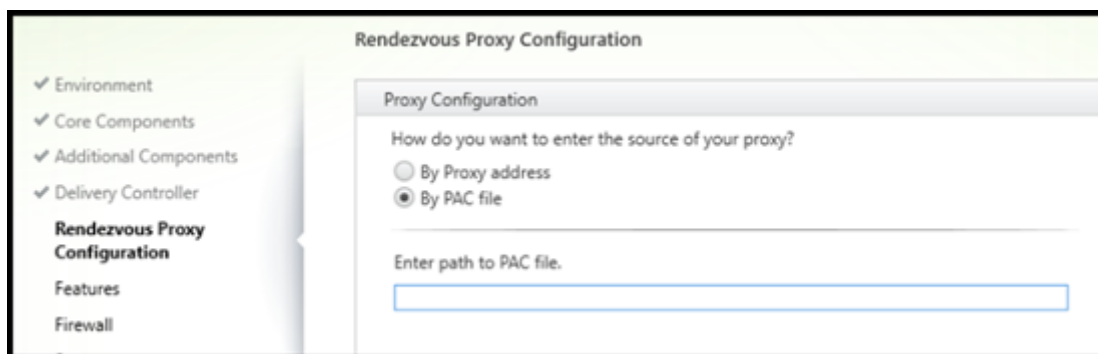 Rendezvous Proxy Configuration
Environment
Core Components
Additional Components
Delivery Controller
Rendezvous Proxy
Configuration
Features
Firewall
Proxy Configuration
How do you want to enter the source of your proxy?
By Proxy address
By PAC file
Enter path to PAC file.